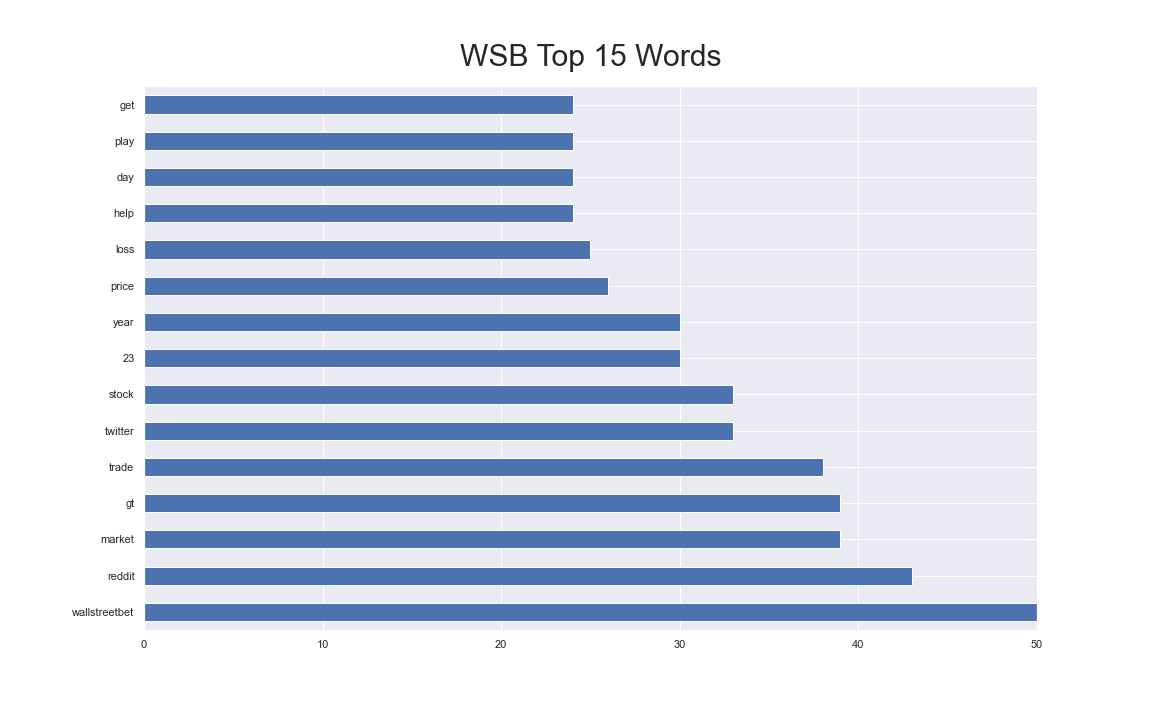 WSB Top 15 Words
get
play
day
help
loss
price
year
23
stock
twitter
trade
gt
market
reddit
wallstreetbet
0 10 20 30 40 50